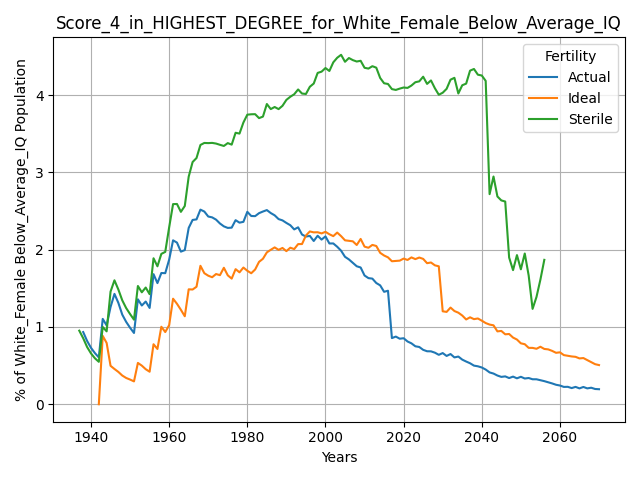 Score_4_in_HIGHEST_DEGREE_for_White_Female_Below_Average_IQ
% of White_Female Below_Average_IQ Population
Fertility
Actual
Ideal
Sterile
4
3
2
1
0
1940 1960 1980 2000 2020 2040 2060
Years